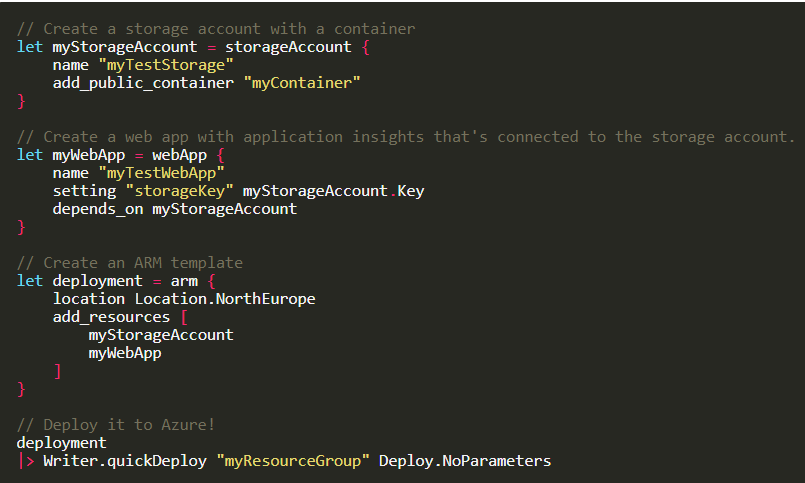 // Create a storage account with a container
let myStorageAccount = storageAccount {
    name "myTestStorage"
    add_public_container "myContainer"
}

// Create a web app with application insights that's connected to the storage account.
let myWebApp = webApp {
    name "myTestWebApp"
    setting "storageKey" myStorageAccount.Key
    depends_on myStorageAccount
}

// Create an ARM template
let deployment = arm {
    location Location.NorthEurope
    add_resources [
        myStorageAccount
        myWebApp
    ]
}

// Deploy it to Azure!
deployment
|> Writer.quickDeploy "myResourceGroup" Deploy.NoParameters